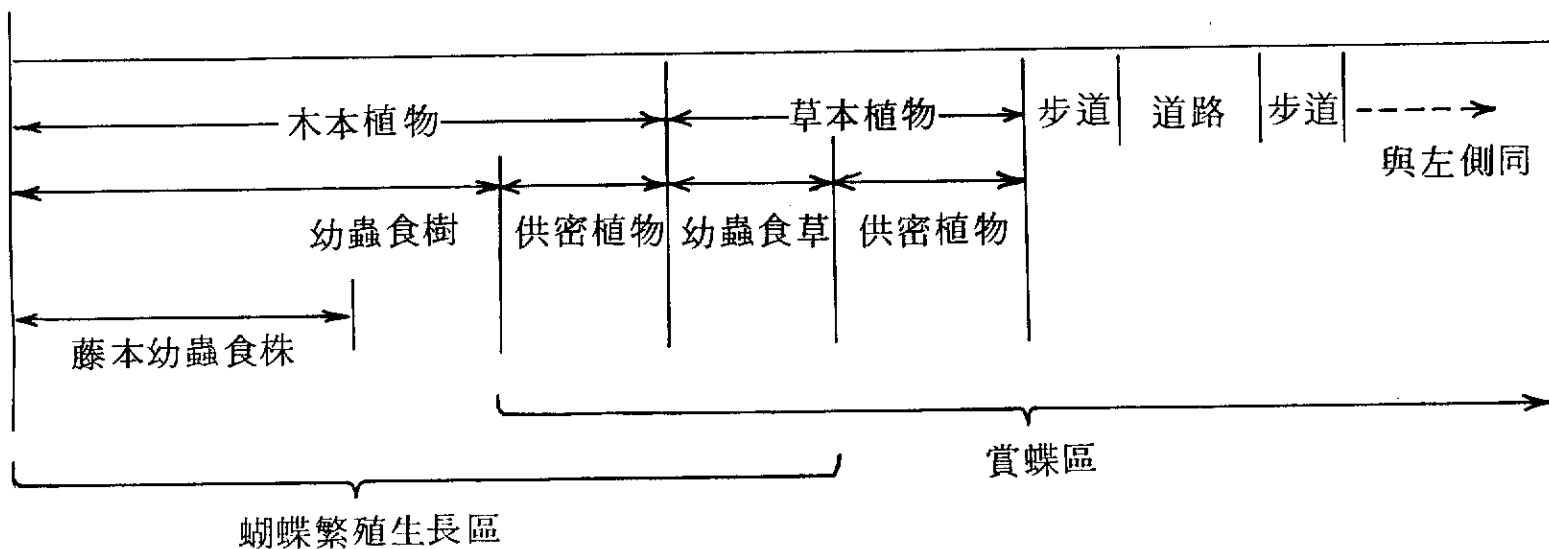 木本植物 草本植物 步道 道路 步道
與左側同
幼蟲食樹 供密植物 幼蟲食草 供密植物
藤本幼蟲食株
賞蝶區
蝴蝶繁殖生長區